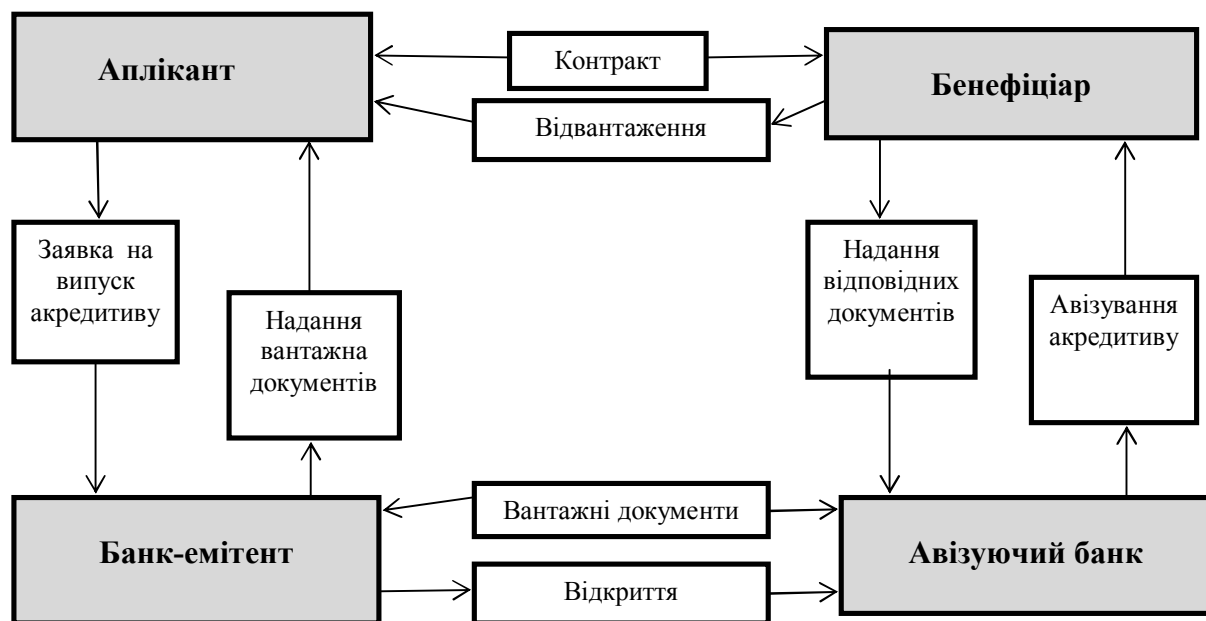 Аплікант
Контракт
Бенефіціар
Відвантаження
Заявка на
випуск
акредитиву
Надання
вантажна
документів
Надання
відповідних
документів
Авізування
акредитиву
Банк-емітент
Вантажні документи
Авізуючий банк
Відкриття